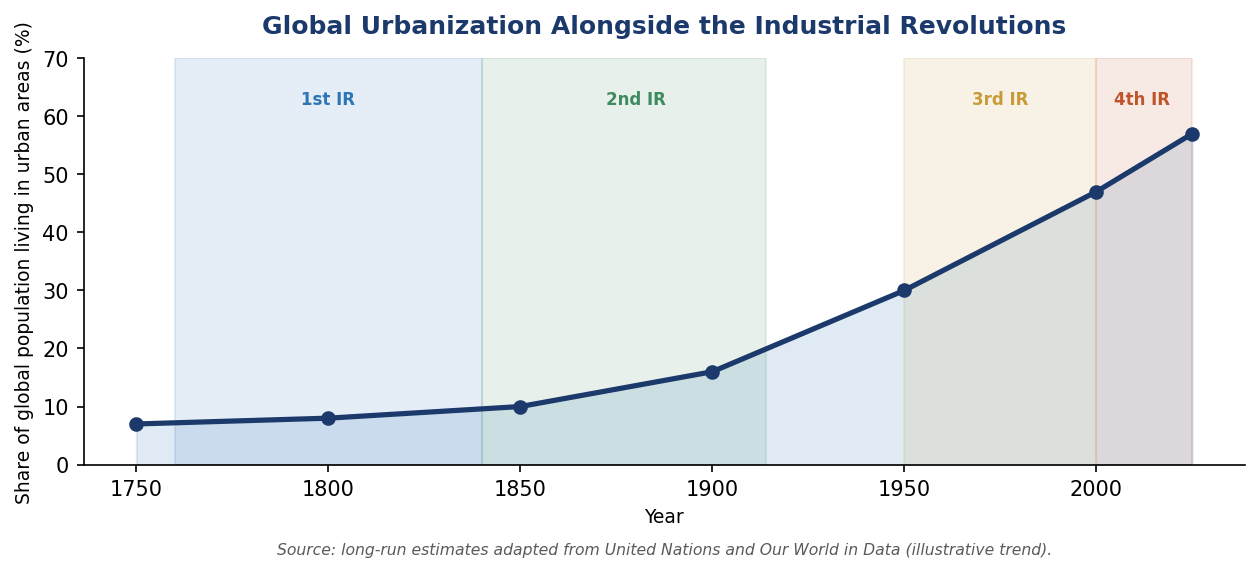 Global Urbanization Alongside the Industrial Revolutions
Share of global population living in urban areas (%)
70
60
50
40
30
20
10
0
1st IR
2nd IR
3rd IR
4th IR
1750
1800
1850
1900
1950
2000
Year
Source: long-run estimates adapted from United Nations and Our World in Data (illustrative trend).